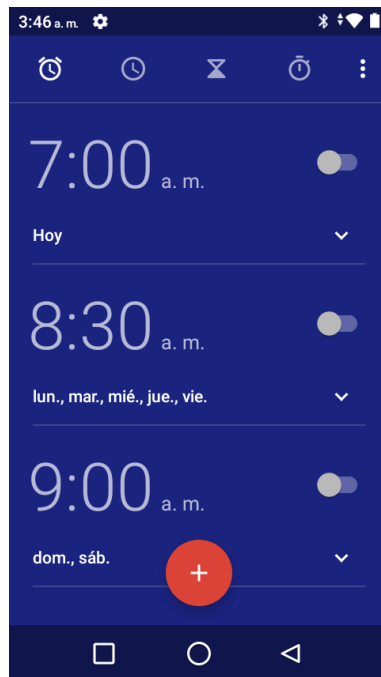 3:46 a. m.
7:00 a. m.
Hoy
8:30 a. m.
lun., mar., mié., jue., vie.
9:00 a. m.
dom., sáb.